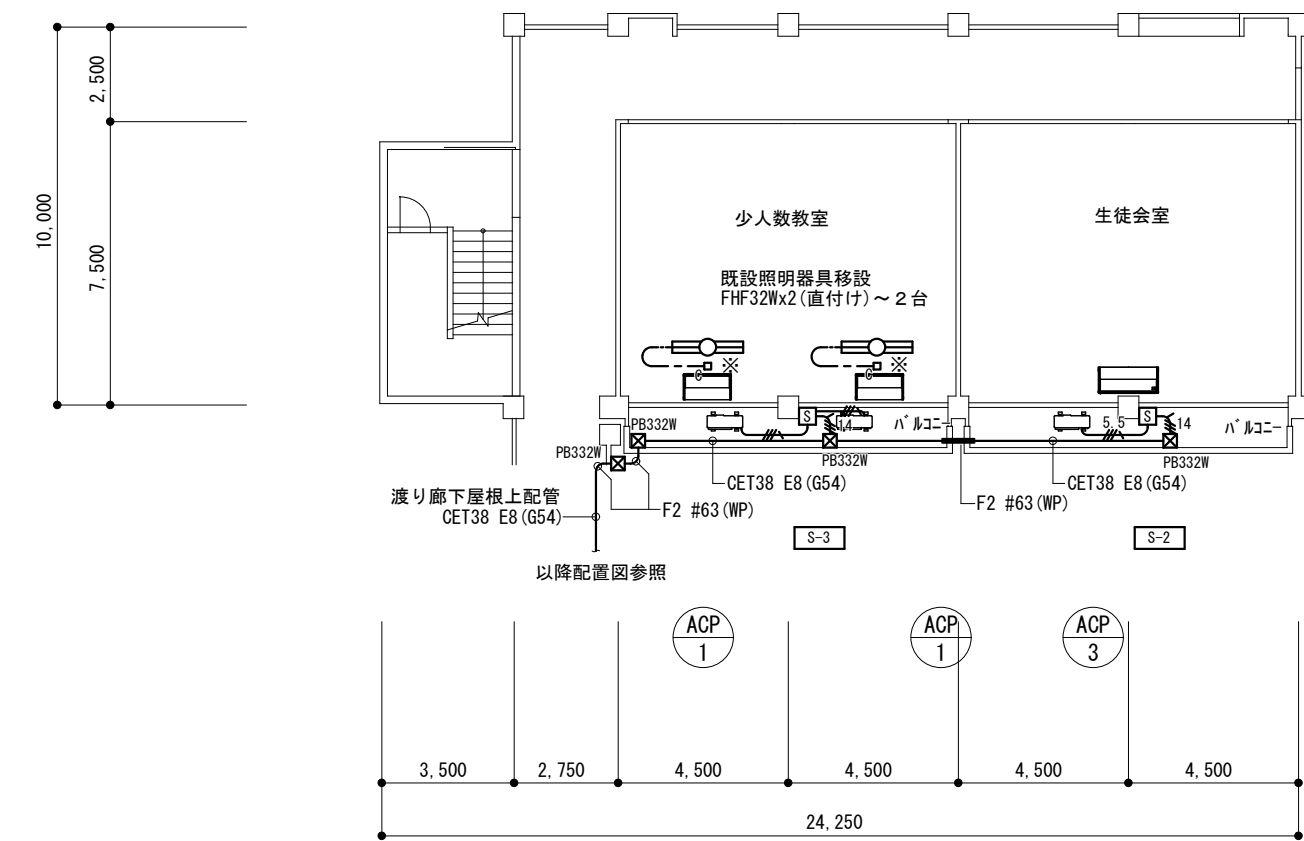 2,500
10,000
7,500
少人数教室
生徒会室
既設照明器具移設
FHF32Wx2(直付け)～２台
※
※
S
S
14
5.5
14
バルコニー
バルコニー
PB332W
PB332W
PB332W
PB332W
CET38 E8(G54)
CET38 E8(G54)
渡り廊下屋根上配管
CET38 E8(G54)
F2 #63(WP)
F2 #63(WP)
S-3
S-2
以降配置図参照
ACP
1
ACP
1
ACP
3
3,500
2,750
4,500
4,500
4,500
4,500
24,250